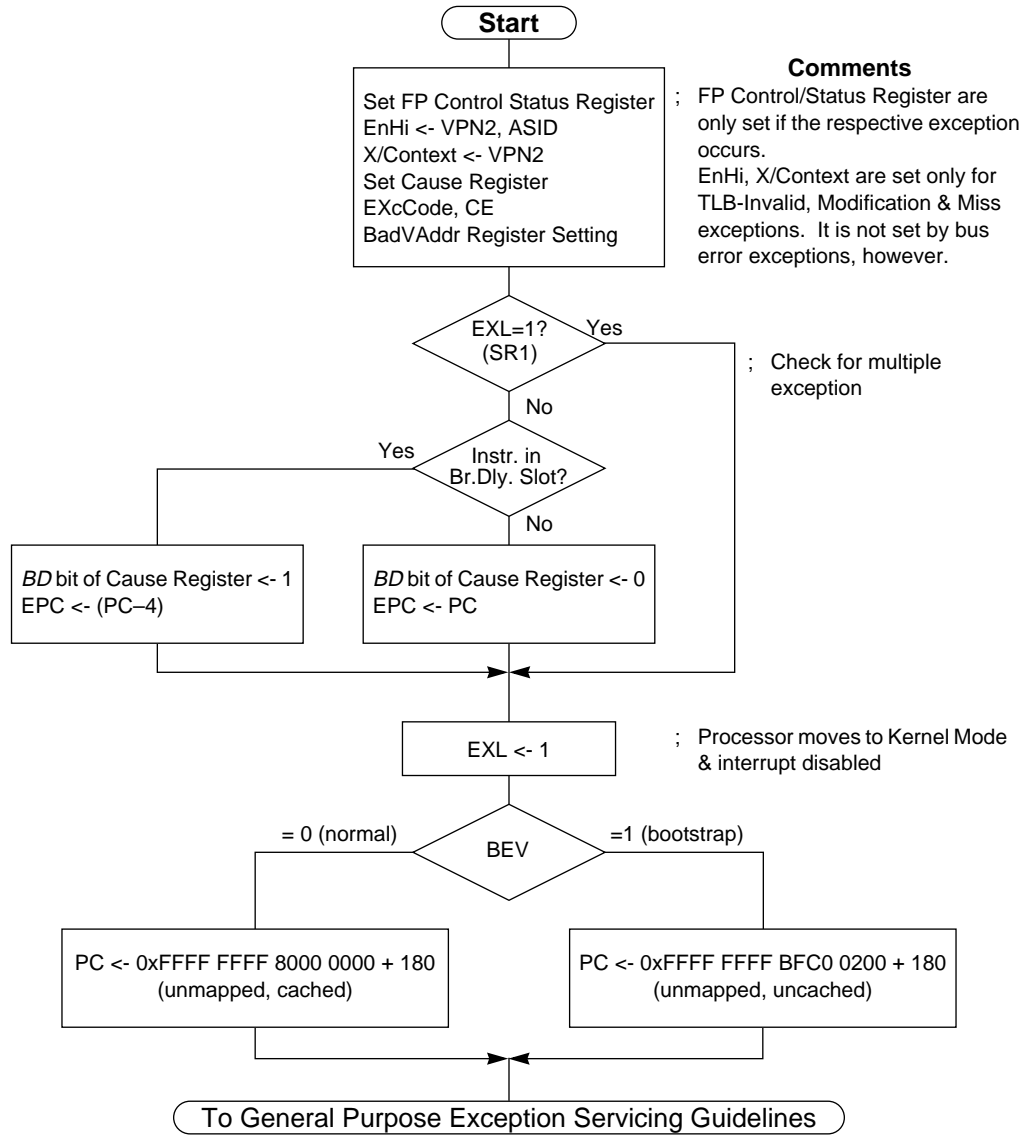 Start
Set FP Control Status Register
EnHi <- VPN2, ASID
X/Context <- VPN2
Set Cause Register
EXcCode, CE
BadVAddr Register Setting
Comments
; FP Control/Status Register are
only set if the respective exception
occurs.
EnHi, X/Context are set only for
TLB-Invalid, Modification & Miss
exceptions. It is not set by bus
error exceptions, however.
EXL=1?
(SR1)
Yes
; Check for multiple
exception
No
Yes
Instr. in
Br.Dly. Slot?
No
BD bit of Cause Register <- 1
EPC <- (PC–4)
BD bit of Cause Register <- 0
EPC <- PC
EXL <- 1
; Processor moves to Kernel Mode
& interrupt disabled
= 0 (normal)
BEV
=1 (bootstrap)
PC <- 0xFFFF FFFF 8000 0000 + 180
(unmapped, cached)
PC <- 0xFFFF FFFF BFC0 0200 + 180
(unmapped, uncached)
To General Purpose Exception Servicing Guidelines